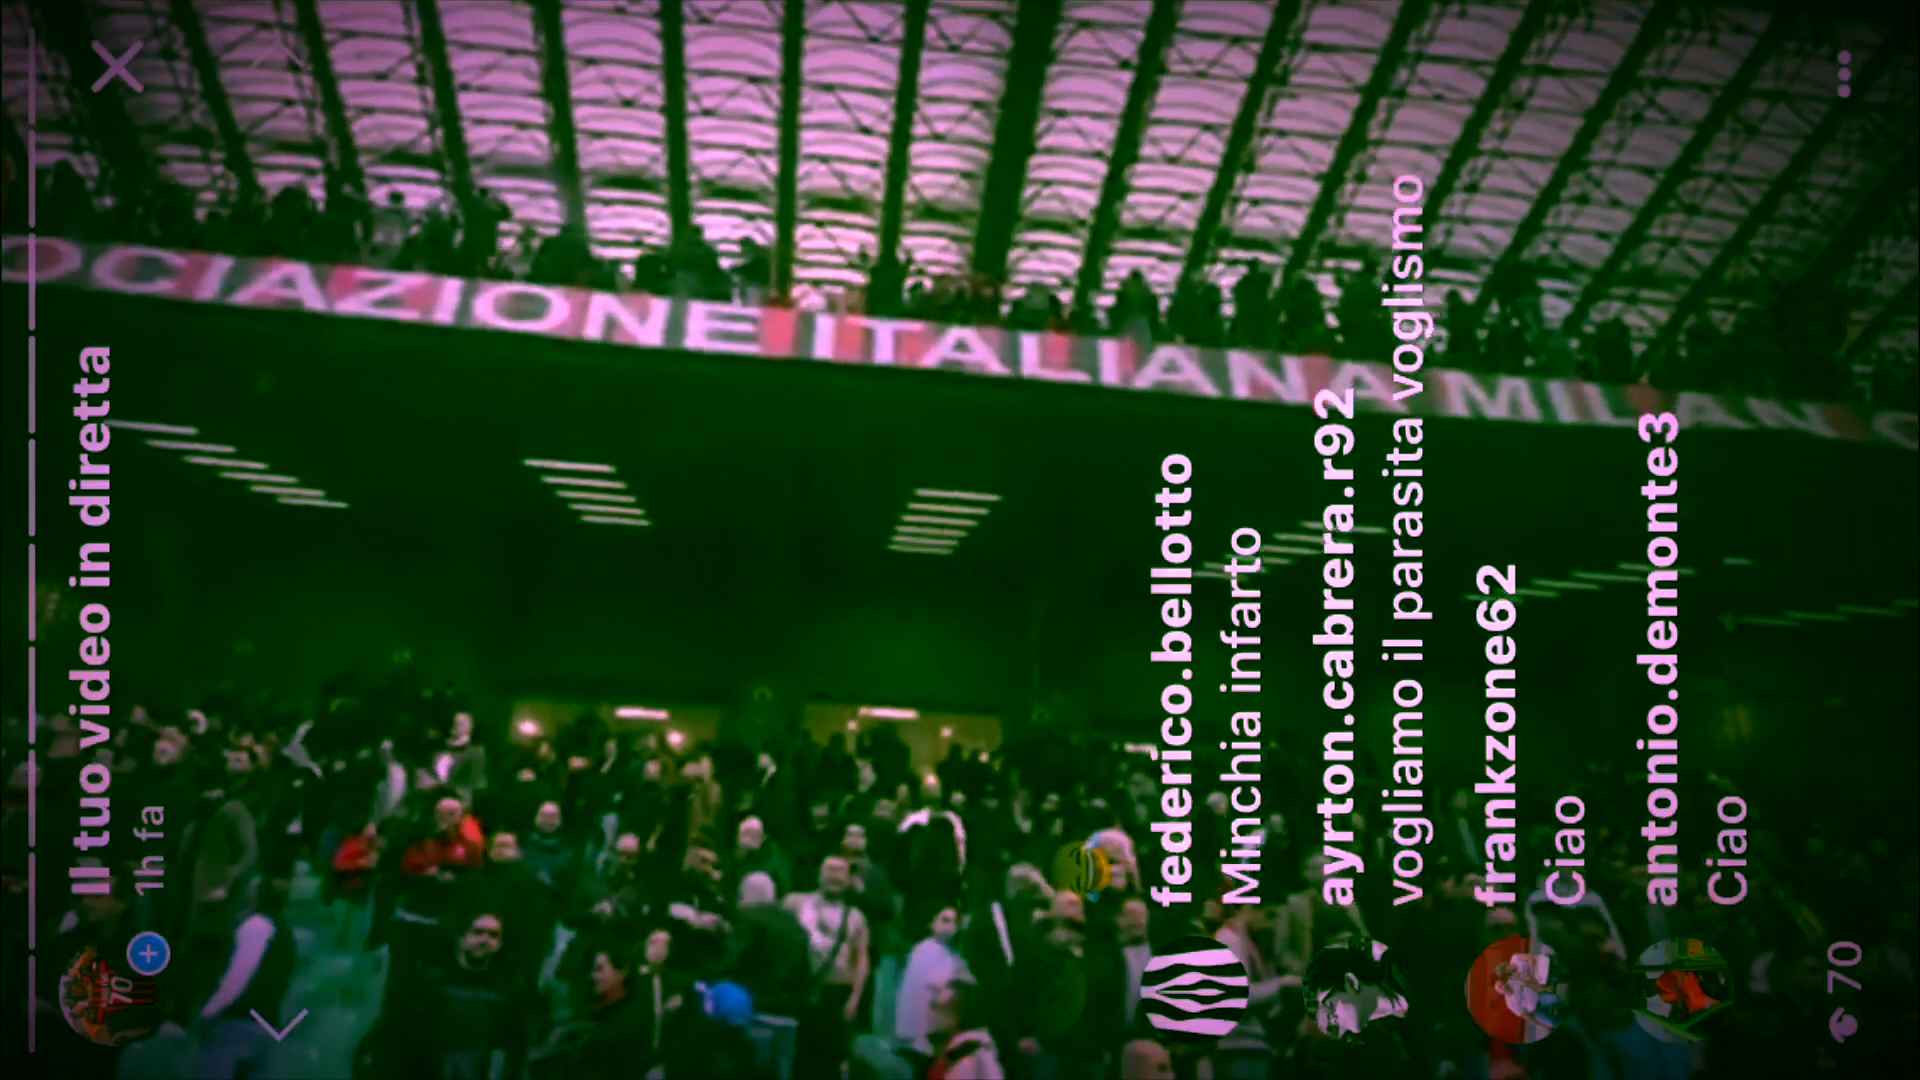 Il tuo video in diretta
1h fa
70
OCIAZIONE ITALIANA MILAN C
federico.bellotto
Minchia infarto
ayrton.cabrera.r92
vogliamo il parasita voglismo
frankzone62
Ciao
antonio.demonte3
Ciao
70